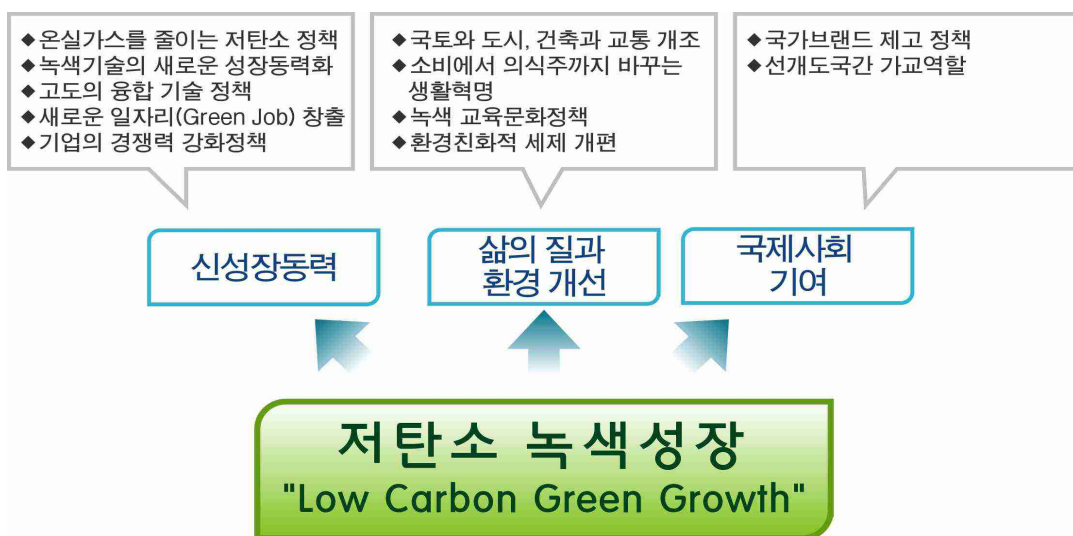 ◆온실가스를 줄이는 저탄소 정책
◆녹색기술의 새로운 성장동력화
◆고도의 융합 기술 정책
◆새로운 일자리(Green Job) 창출
◆기업의 경쟁력 강화정책
◆국토와 도시, 건축과 교통 개조
◆소비에서 의식주까지 바꾸는
생활혁명
◆녹색 교육문화정책
◆환경친화적 세제 개편
◆국가브랜드 제고 정책
◆선개도국간 가교역할
신성장동력
삶의 질과
환경 개선
국제사회
기여
저탄소 녹색성장
"Low Carbon Green Growth"